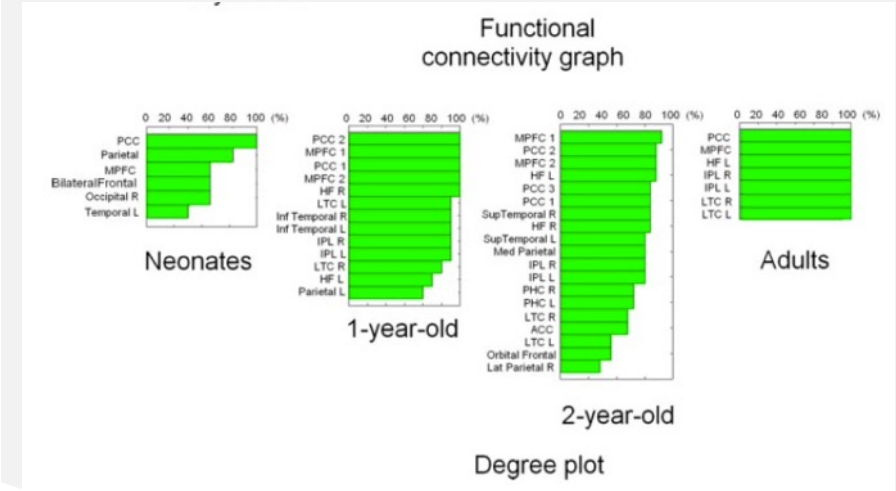 Functional
connectivity graph
0 20 40 60 80 100 (%)
PCC
Parietal
MPFC
BilateralFrontal
Occipital R
Temporal L
Neonates
0 20 40 60 80 100 (%)
PCC 2
MPFC 1
PCC 1
MPFC 2
HF R
LTC L
Inf Temporal R
Inf Temporal L
IPL R
IPL L
LTC R
HF L
Parietal L
1-year-old
0 20 40 60 80 100 (%)
MPFC 1
PCC 2
MPFC 2
HF L
PCC 3
PCC 1
SupTemporal R
HF R
SupTemporal L
Med Parietal
IPL R
IPL L
PHC R
PHC L
LTC R
ACC
LTC L
Orbital Frontal
Lat Parietal R
2-year-old
0 20 40 60 80 100 (%)
PCC
MPFC
HF L
IPL R
IPL L
LTC R
LTC L
Adults
Degree plot